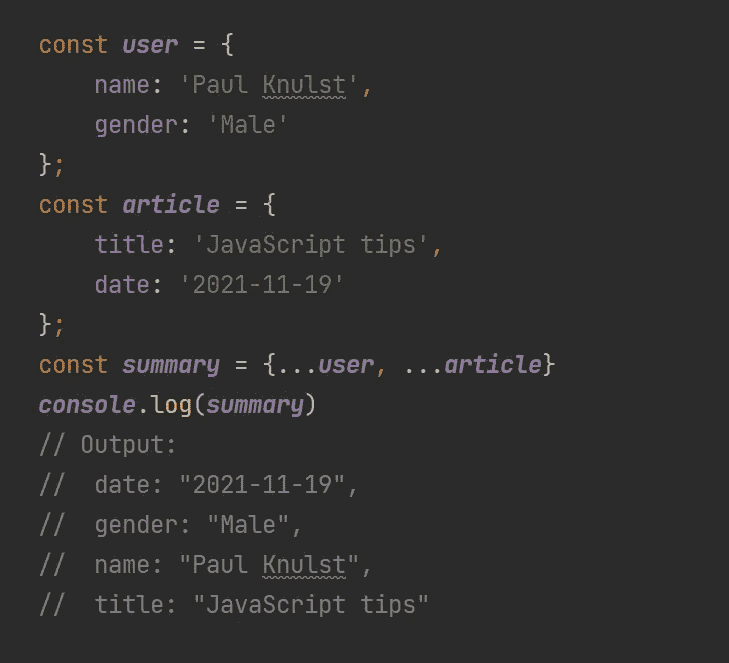 const user = {
    name: 'Paul Knulst',
    gender: 'Male'
};
const article = {
    title: 'JavaScript tips',
    date: '2021-11-19'
};
const summary = {...user, ...article}
console.log(summary)
// Output:
//  date: "2021-11-19",
//  gender: "Male",
//  name: "Paul Knulst",
//  title: "JavaScript tips"